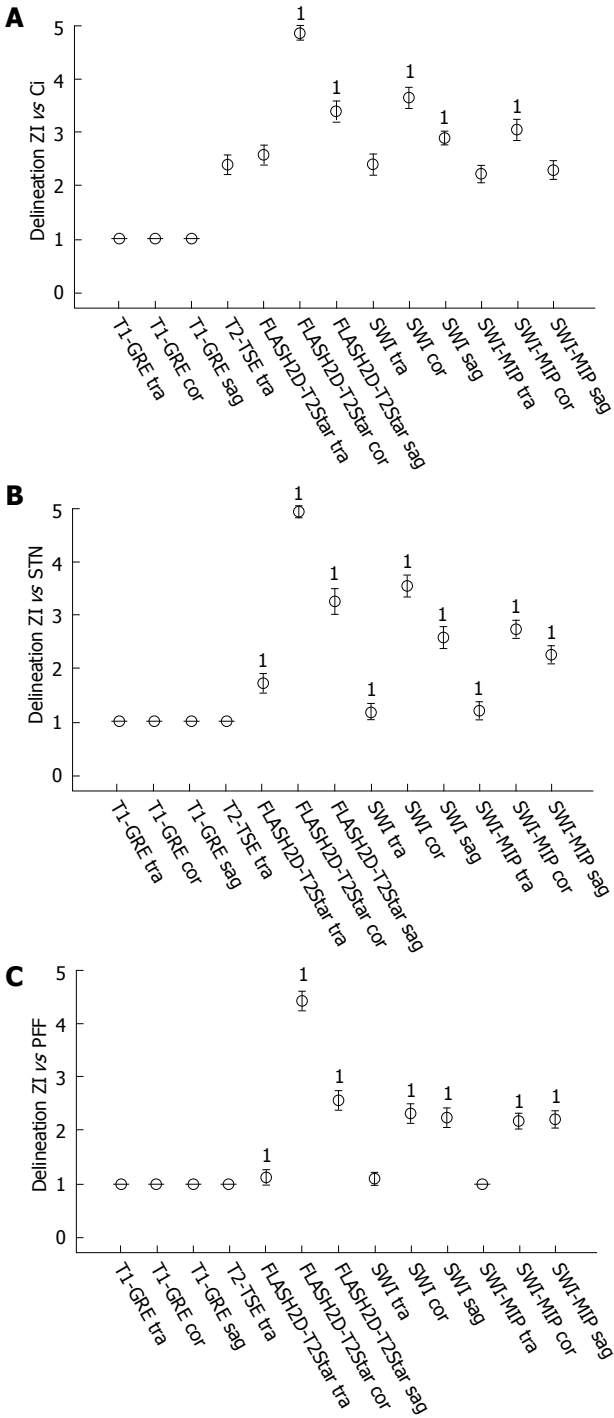 A
Delineation ZI vs Ci
5
4
3
2
1
0
1
1
1
1
1
T1-GRE tra
T1-GRE cor
T1-GRE sag
T2-TSE tra
FLASH2D-T2Star tra
FLASH2D-T2Star cor
FLASH2D-T2Star sag
SWI tra
SWI cor
SWI sag
SWI-MIP tra
SWI-MIP cor
SWI-MIP sag
B
Delineation ZI vs STN
5
4
3
2
1
0
1
1
1
1
1
1
1
1
1
T1-GRE tra
T1-GRE cor
T1-GRE sag
T2-TSE tra
FLASH2D-T2Star tra
FLASH2D-T2Star cor
FLASH2D-T2Star sag
SWI tra
SWI cor
SWI sag
SWI-MIP tra
SWI-MIP cor
SWI-MIP sag
C
Delineation ZI vs PFF
5
4
3
2
1
0
1
1
1
1
1
1
1
T1-GRE tra
T1-GRE cor
T1-GRE sag
T2-TSE tra
FLASH2D-T2Star tra
FLASH2D-T2Star cor
FLASH2D-T2Star sag
SWI tra
SWI cor
SWI sag
SWI-MIP tra
SWI-MIP cor
SWI-MIP sag